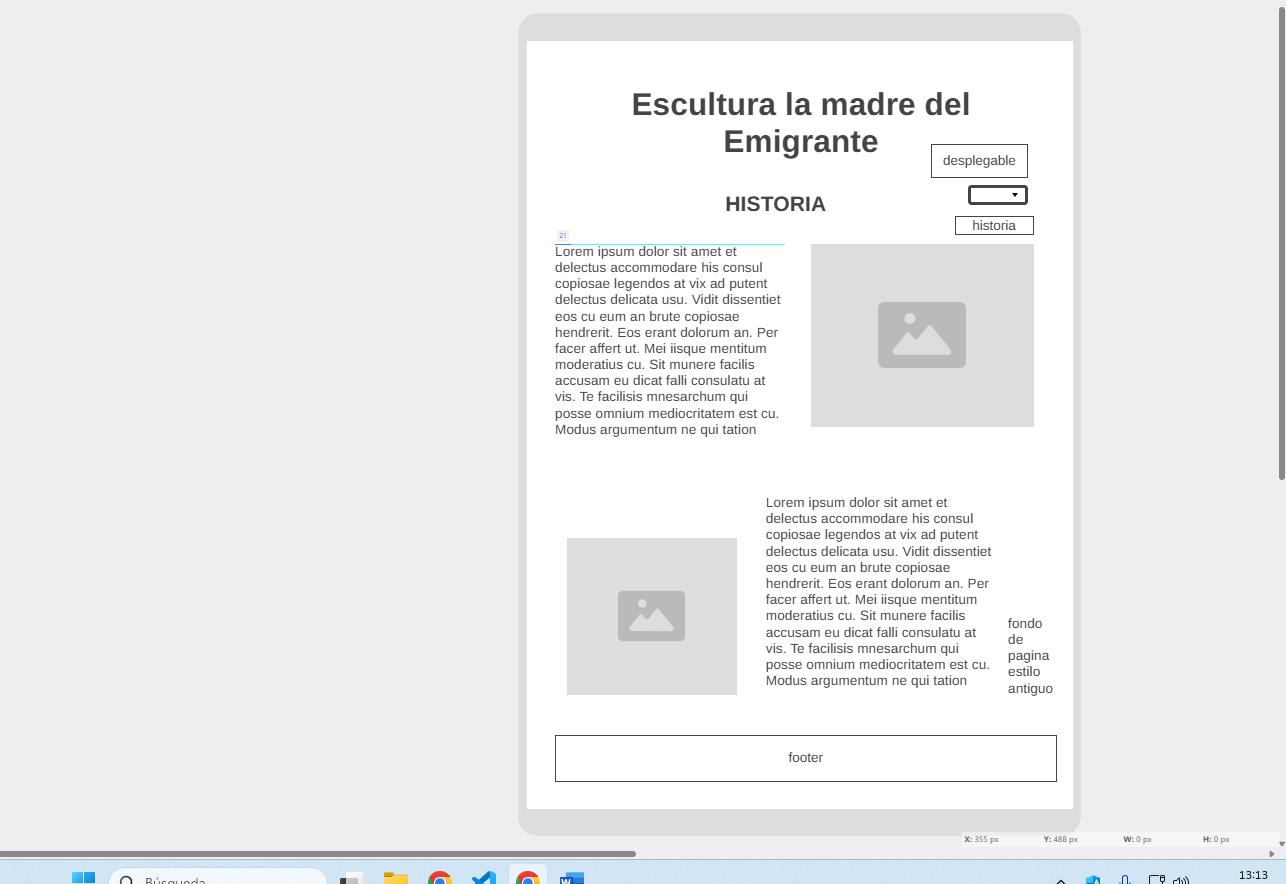 Escultura la madre del
Emigrante
desplegable
HISTORIA
historia
21
Lorem ipsum dolor sit amet et
delectus accommodare his consul
copiosae legendos at vix ad putent
delectus delicata usu. Vidit dissentiet
eos cu eum an brute copiosae
hendrerit. Eos erant dolorum an. Per
facer affert ut. Mei iisque mentitum
moderatius cu. Sit munere facilis
accusam eu dicat falli consulatu at
vis. Te facilisis mnesarchum qui
posse omnium mediocritatem est cu.
Modus argumentum ne qui tation
Lorem ipsum dolor sit amet et
delectus accommodare his consul
copiosae legendos at vix ad putent
delectus delicata usu. Vidit dissentiet
eos cu eum an brute copiosae
hendrerit. Eos erant dolorum an. Per
facer affert ut. Mei iisque mentitum
moderatius cu. Sit munere facilis
accusam eu dicat falli consulatu at
vis. Te facilisis mnesarchum qui
posse omnium mediocritatem est cu.
Modus argumentum ne qui tation
fondo
de
pagina
estilo
antiguo
footer
X: 355 px Y: 488 px W: 0 px H: 0 px
Búsqueda
W
13:13